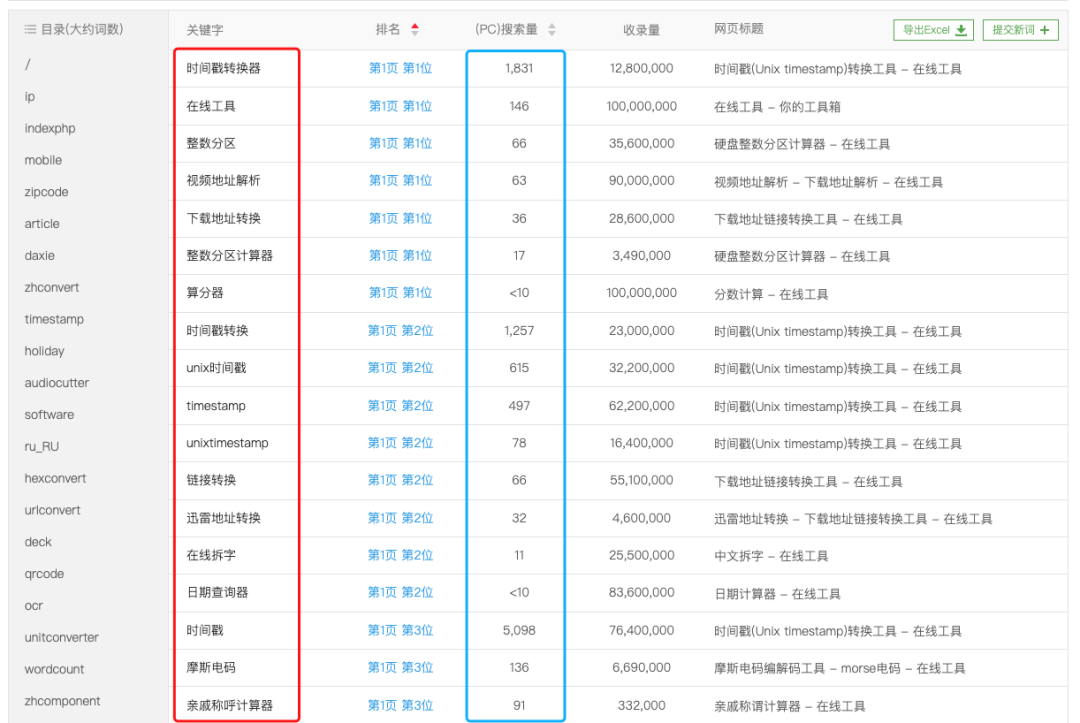 目录(大约词数)
/
ip
indexphp
mobile
zipcode
article
daxie
zhconvert
timestamp
holiday
audiocutter
software
ru_RU
hexconvert
urlconvert
deck
qrcode
ocr
unitconverter
wordcount
zhcomponent
关键字 排名 (PC)搜索量 收录量 网页标题 导出Excel 提交新词 +
时间戳转换器 第1页 第1位 1,831 12,800,000 时间戳(Unix timestamp)转换工具 – 在线工具
在线工具 第1页 第1位 146 100,000,000 在线工具 – 你的工具箱
整数分区 第1页 第1位 66 35,600,000 硬盘整数分区计算器 – 在线工具
视频地址解析 第1页 第1位 63 90,000,000 视频地址解析 – 下载地址解析 – 在线工具
下载地址转换 第1页 第1位 36 28,600,000 下载地址链接转换工具 – 在线工具
整数分区计算器 第1页 第1位 17 3,490,000 硬盘整数分区计算器 – 在线工具
算分器 第1页 第1位 <10 100,000,000 分数计算 – 在线工具
时间戳转换 第1页 第2位 1,257 23,000,000 时间戳(Unix timestamp)转换工具 – 在线工具
unix时间戳 第1页 第2位 615 32,200,000 时间戳(Unix timestamp)转换工具 – 在线工具
timestamp 第1页 第2位 497 62,200,000 时间戳(Unix timestamp)转换工具 – 在线工具
unixtimestamp 第1页 第2位 78 16,400,000 时间戳(Unix timestamp)转换工具 – 在线工具
链接转换 第1页 第2位 66 55,100,000 下载地址链接转换工具 – 在线工具
迅雷地址转换 第1页 第2位 32 4,600,000 迅雷地址转换 – 下载地址链接转换工具 – 在线工具
在线拆字 第1页 第2位 11 25,500,000 中文拆字 – 在线工具
日期查询器 第1页 第2位 <10 83,600,000 日期计算器 – 在线工具
时间戳 第1页 第3位 5,098 76,400,000 时间戳(Unix timestamp)转换工具 – 在线工具
摩斯电码 第1页 第3位 136 6,690,000 摩斯电码编解码工具 – morse电码 – 在线工具
亲戚称呼计算器 第1页 第3位 91 332,000 亲戚称谓计算器 – 在线工具